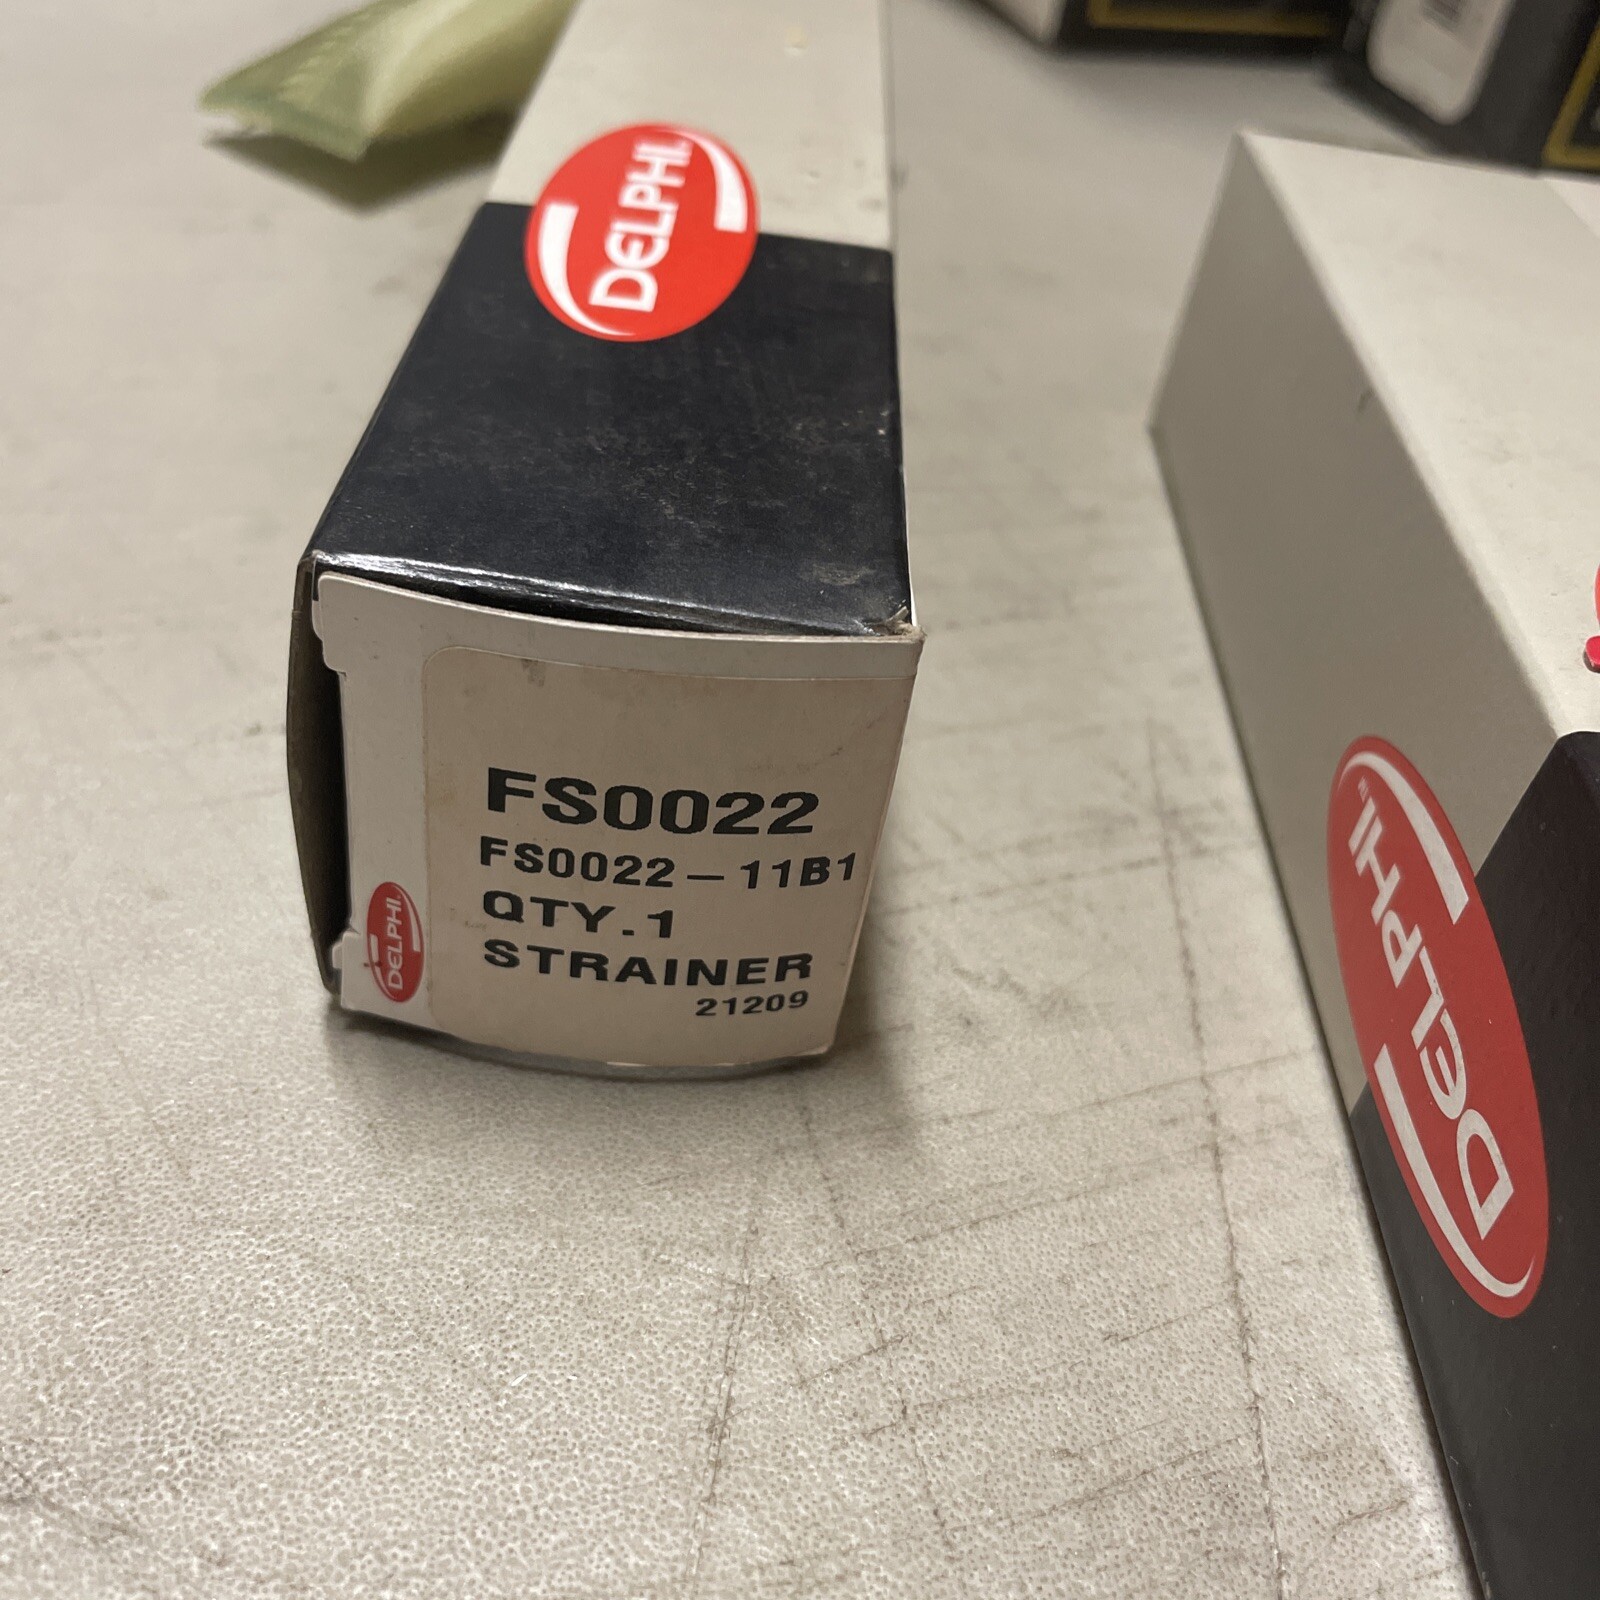 DELPHI
FS0022
FS0022-11B1
QTY.1
STRAINER
21209
DELPHI
DELPHI